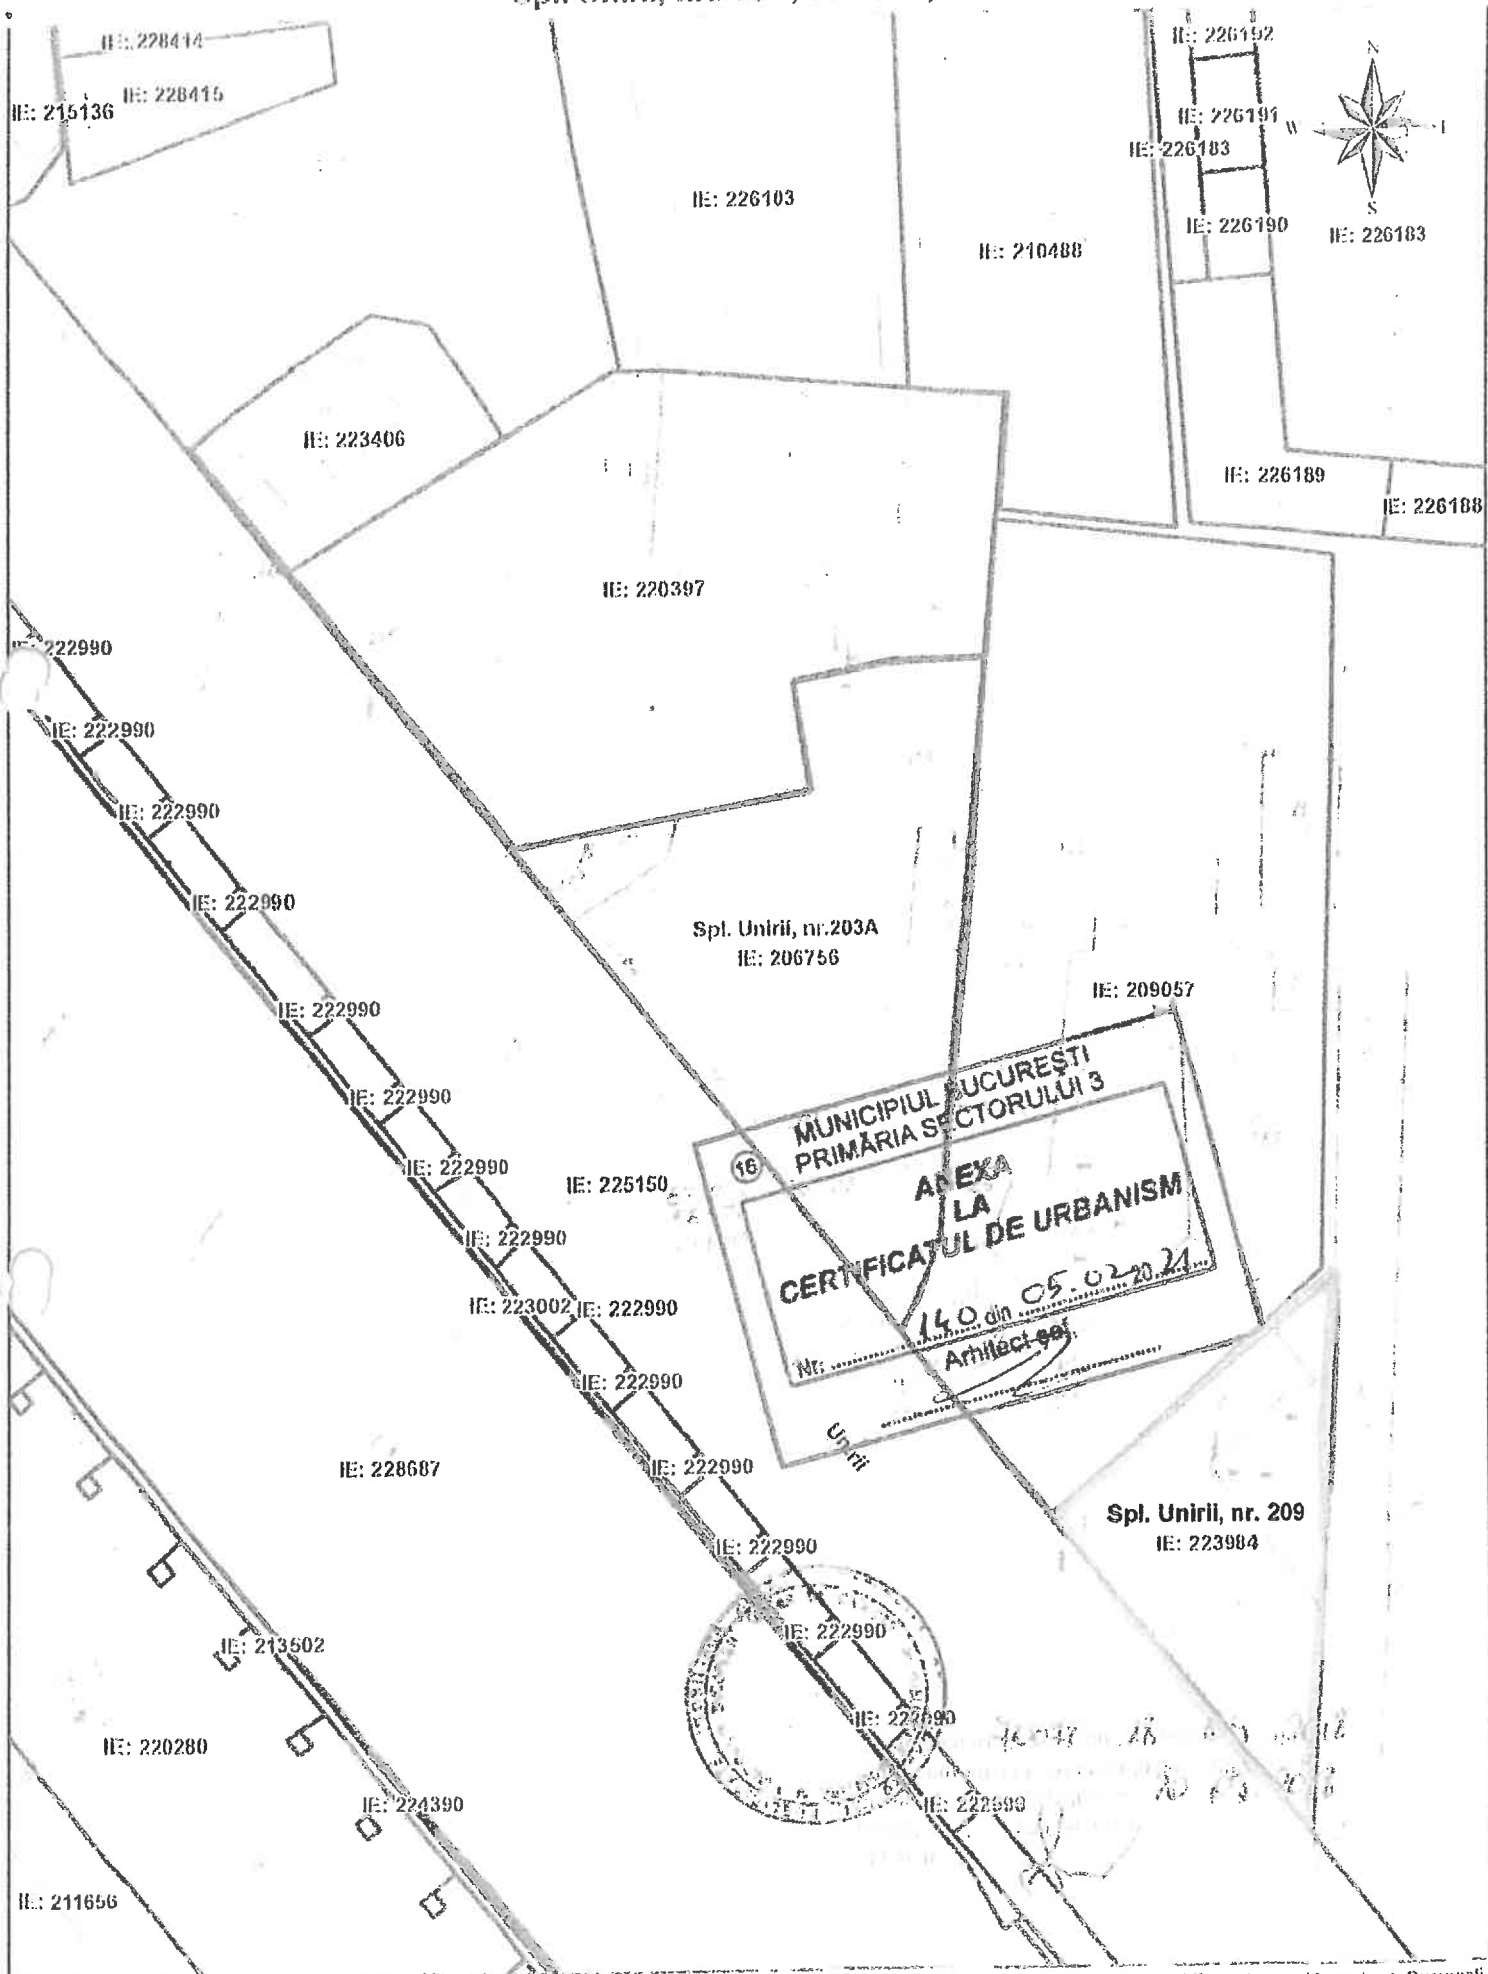 IE: 228414
IE: 228415
IE: 215136
IE: 226192
N
IE: 226191
W
IE: 226183
IE: 226103
S
IE: 226190
IE: 226183
IE: 210488
IE: 223406
IE: 226189
IE: 226188
IE: 220397
IE: 222990
IE: 222990
IE: 222990
IE: 222990
Spl. Unirii, nr.203A
IE: 206756
IE: 209057
IE: 222990
IE: 222990
MUNICIPIUL BUCUREȘTI
PRIMĂRIA SECTORULUI 3
16
ANEXA
LA
CERTIFICATUL DE URBANISM
Nr. 140 din 05.02.2021
Arhitect șef,
IE: 222990
IE: 225150
IE: 222990
IE: 223002
IE: 222990
IE: 222990
Unirii
IE: 228687
IE: 222990
Spl. Unirii, nr. 209
IE: 223984
IE: 222990
IE: 222990
IE: 213502
IE: 222990
IE: 220280
IE: 224390
IE: 222990
IE: 211656